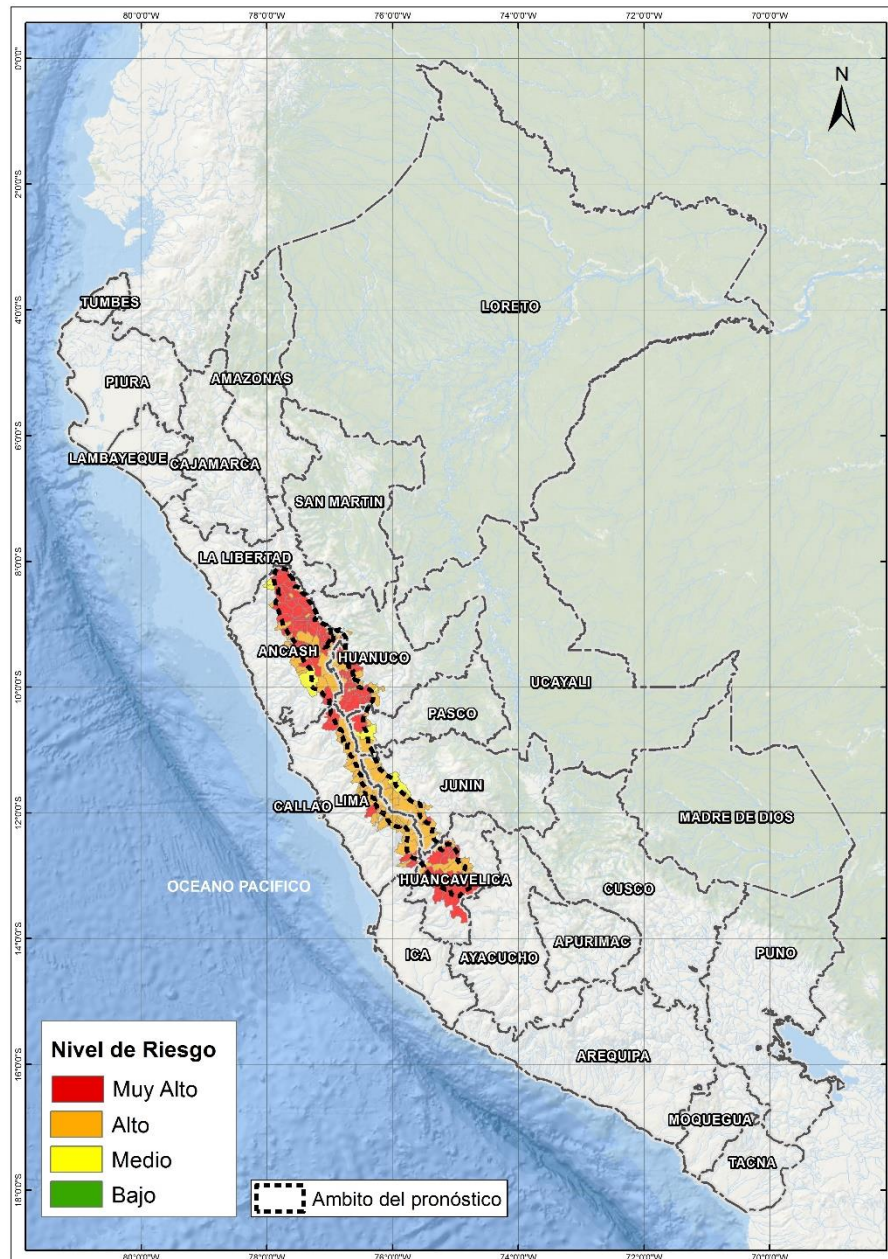 80°0'0"W 78°0'0"W 76°0'0"W 74°0'0"W 72°0'0"W 70°0'0"W
0°0'0"
N
2°0'0"S
4°0'0"S
6°0'0"S
8°0'0"S
10°0'0"S
12°0'0"S
14°0'0"S
16°0'0"S
18°0'0"S
TUMBES
LORETO
PIURA
AMAZONAS
LAMBAYEQUE
CAJAMARCA
SAN MARTIN
LA LIBERTAD
ANCASH
HUANUCO
UCAYALI
PASCO
JUNIN
CALLAO
LIMA
MADRE DE DIOS
HUANCAVELICA
CUSCO
OCEANO PACIFICO
ICA
AYACUCHO
APURIMAC
PUNO
AREQUIPA
MOQUEGUA
TACNA
Nivel de Riesgo
Muy Alto
Alto
Medio
Bajo
Ambito del pronóstico
80°0'0"W 78°0'0"W 76°0'0"W 74°0'0"W 72°0'0"W 70°0'0"W